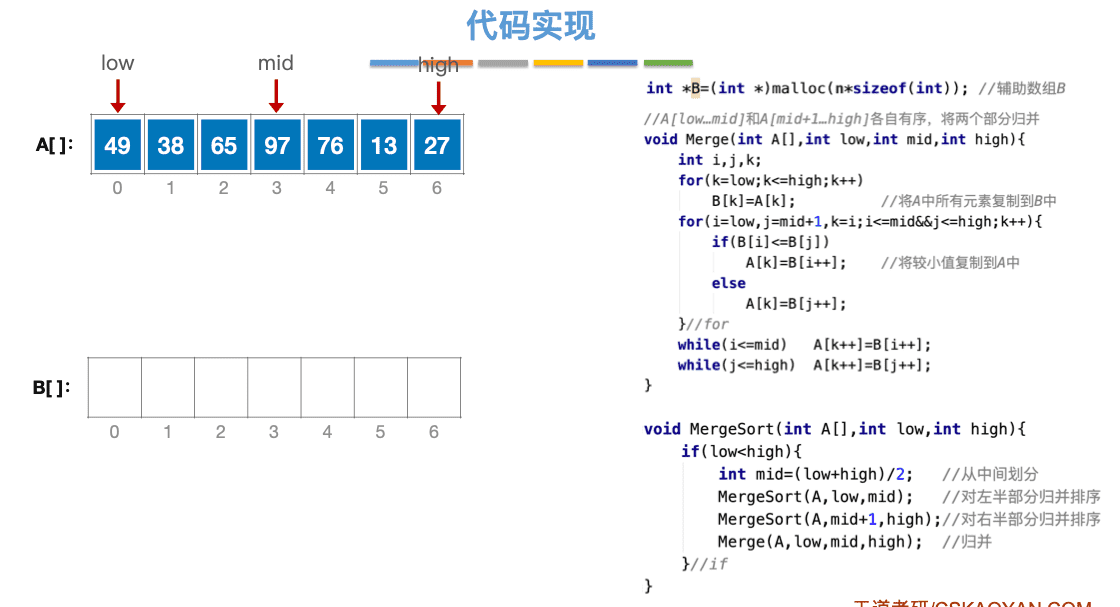 代码实现
low mid high
A[ ]: 49 38 65 97 76 13 27
0 1 2 3 4 5 6
B[ ]:
0 1 2 3 4 5 6
int *B=(int *)malloc(n*sizeof(int)); //辅助数组B
//A[low…mid]和A[mid+1…high]各自有序，将两个部分归并
void Merge(int A[],int low,int mid,int high){
int i,j,k;
for(k=low;k<=high;k++)
B[k]=A[k]; //将A中所有元素复制到B中
for(i=low,j=mid+1,k=i;i<=mid&&j<=high;k++){
if(B[i]<=B[j])
A[k]=B[i++]; //将较小值复制到A中
else
A[k]=B[j++];
}//for
while(i<=mid) A[k++]=B[i++];
while(j<=high) A[k++]=B[j++];
}
void MergeSort(int A[],int low,int high){
if(low<high){
int mid=(low+high)/2; //从中间划分
MergeSort(A,low,mid); //对左半部分归并排序
MergeSort(A,mid+1,high);//对右半部分归并排序
Merge(A,low,mid,high); //归并
}//if
}
王道考研/CSKAOYAN.COM